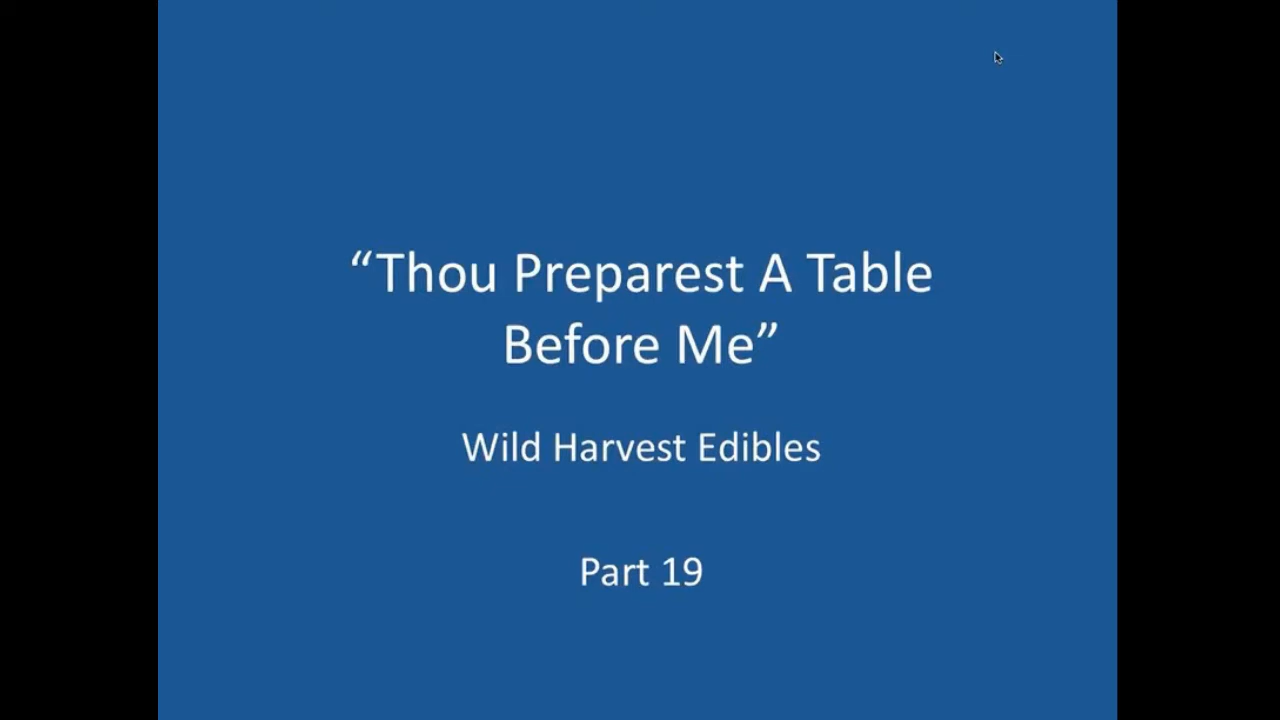 “Thou Preparest A Table
Before Me”
Wild Harvest Edibles
Part 19